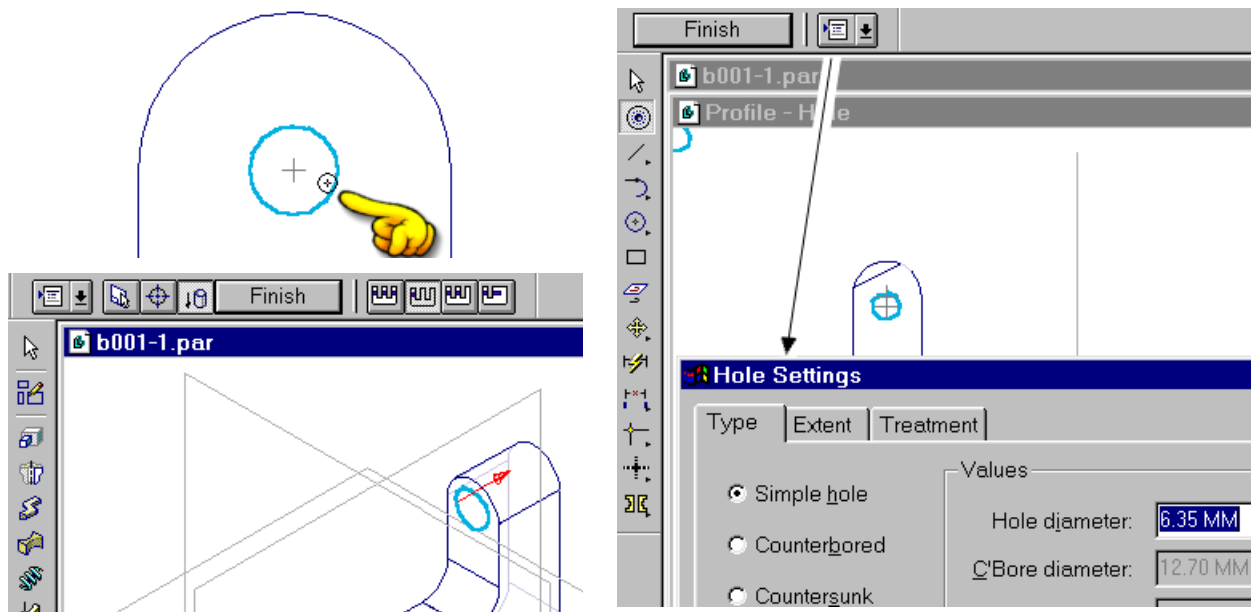 Finish
b001-1.par
Finish
b001-1.par
Profile - Hole
Hole Settings
Type Extent Treatment
Values
Simple hole
Hole diameter: 6.35 MM
Counterbored
C'Bore diameter: 12.70 MM
Countersunk